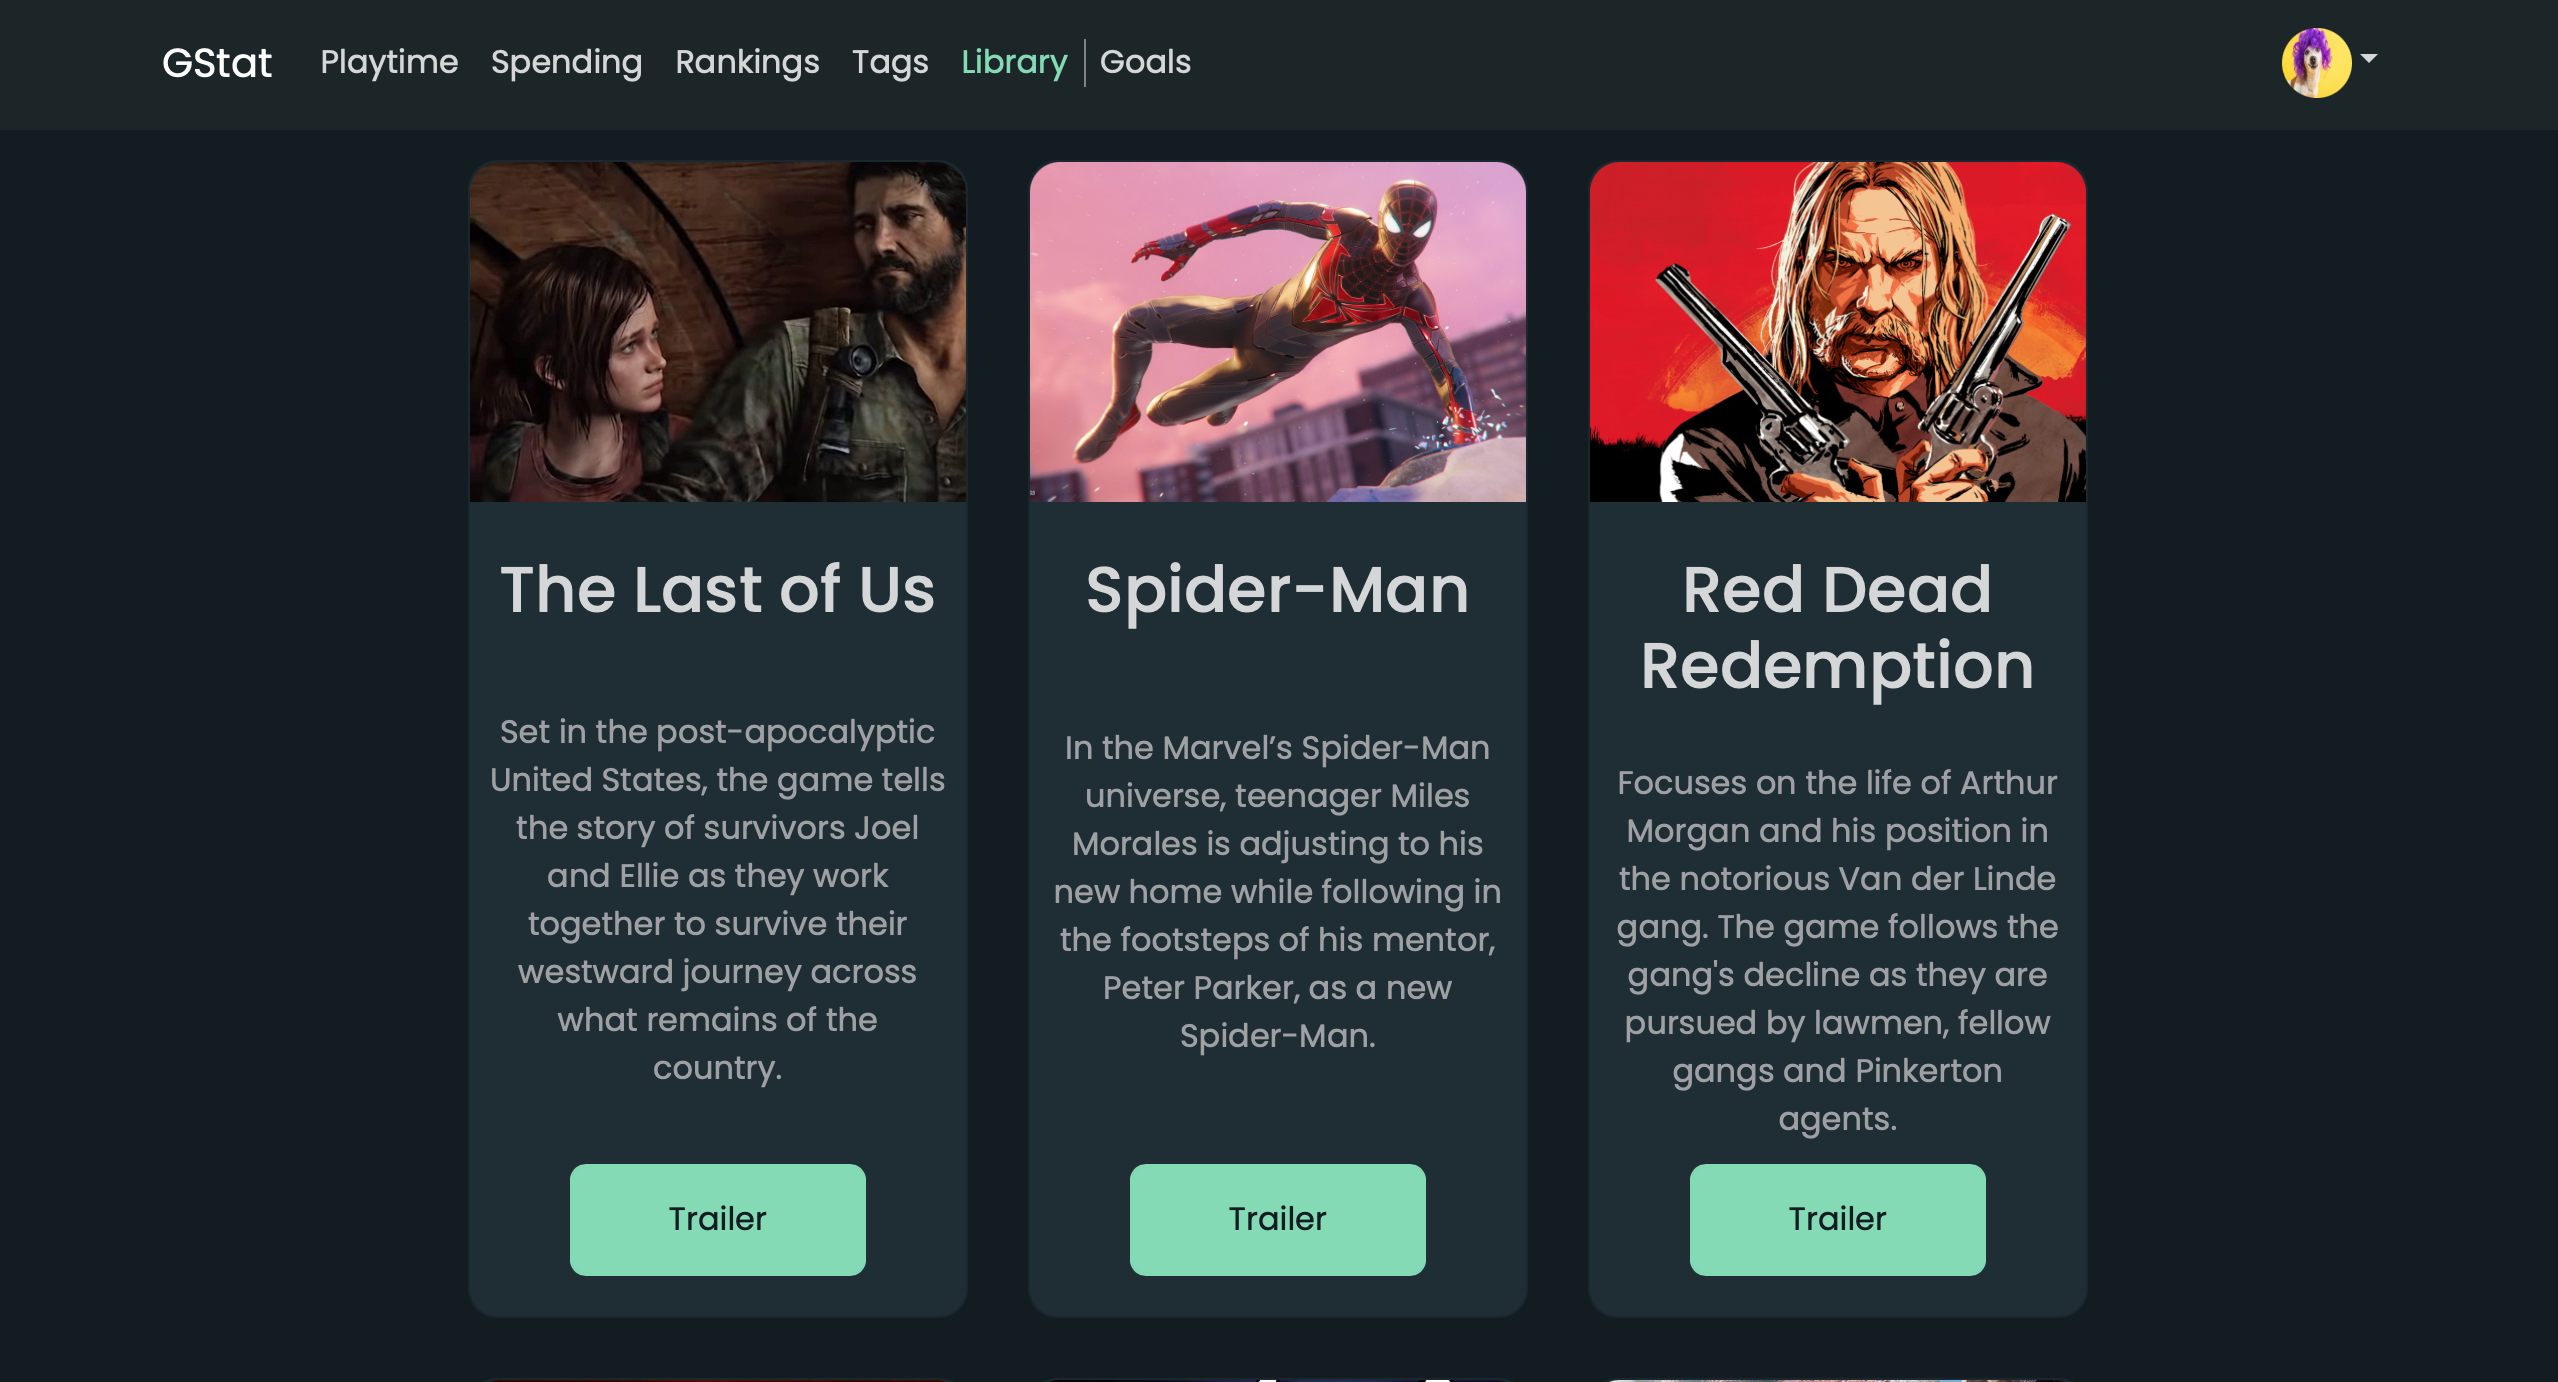 GStat Playtime Spending Rankings Tags Library Goals
The Last of Us
Set in the post-apocalyptic
United States, the game tells
the story of survivors Joel
and Ellie as they work
together to survive their
westward journey across
what remains of the
country.
Trailer
Spider-Man
In the Marvel’s Spider-Man
universe, teenager Miles
Morales is adjusting to his
new home while following in
the footsteps of his mentor,
Peter Parker, as a new
Spider-Man.
Trailer
Red Dead
Redemption
Focuses on the life of Arthur
Morgan and his position in
the notorious Van der Linde
gang. The game follows the
gang's decline as they are
pursued by lawmen, fellow
gangs and Pinkerton
agents.
Trailer